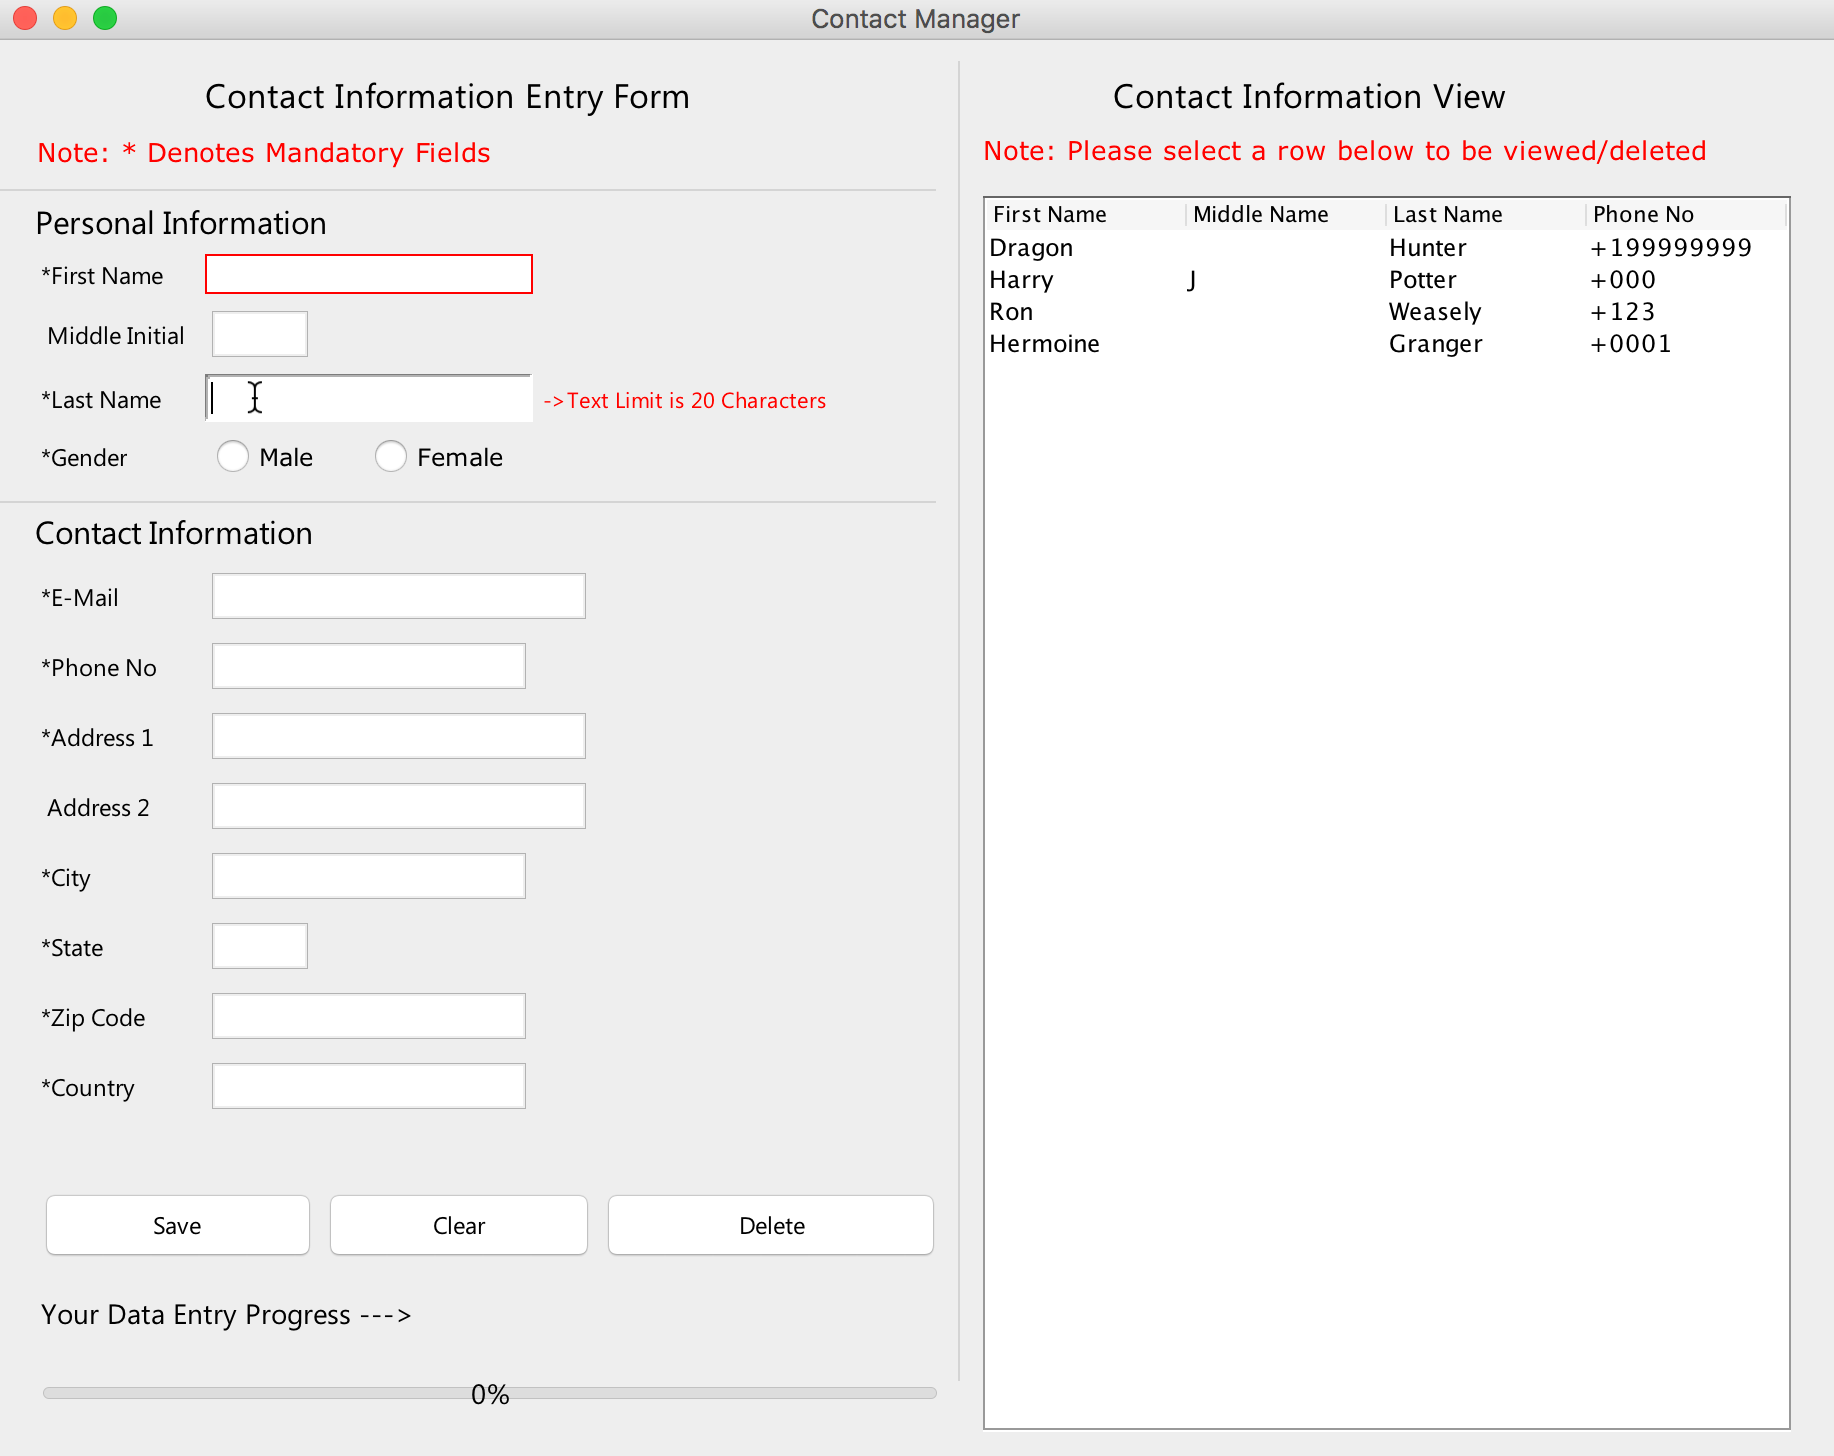 Contact Manager
Contact Information Entry Form
Note: * Denotes Mandatory Fields
Personal Information
*First Name
Middle Initial
*Last Name ->Text Limit is 20 Characters
*Gender Male Female
Contact Information
*E-Mail
*Phone No
*Address 1
Address 2
*City
*State
*Zip Code
*Country
Save Clear Delete
Your Data Entry Progress --->
0%
Contact Information View
Note: Please select a row below to be viewed/deleted
First Name Middle Name Last Name Phone No
Dragon Hunter +199999999
Harry J Potter +000
Ron Weasely +123
Hermoine Granger +0001